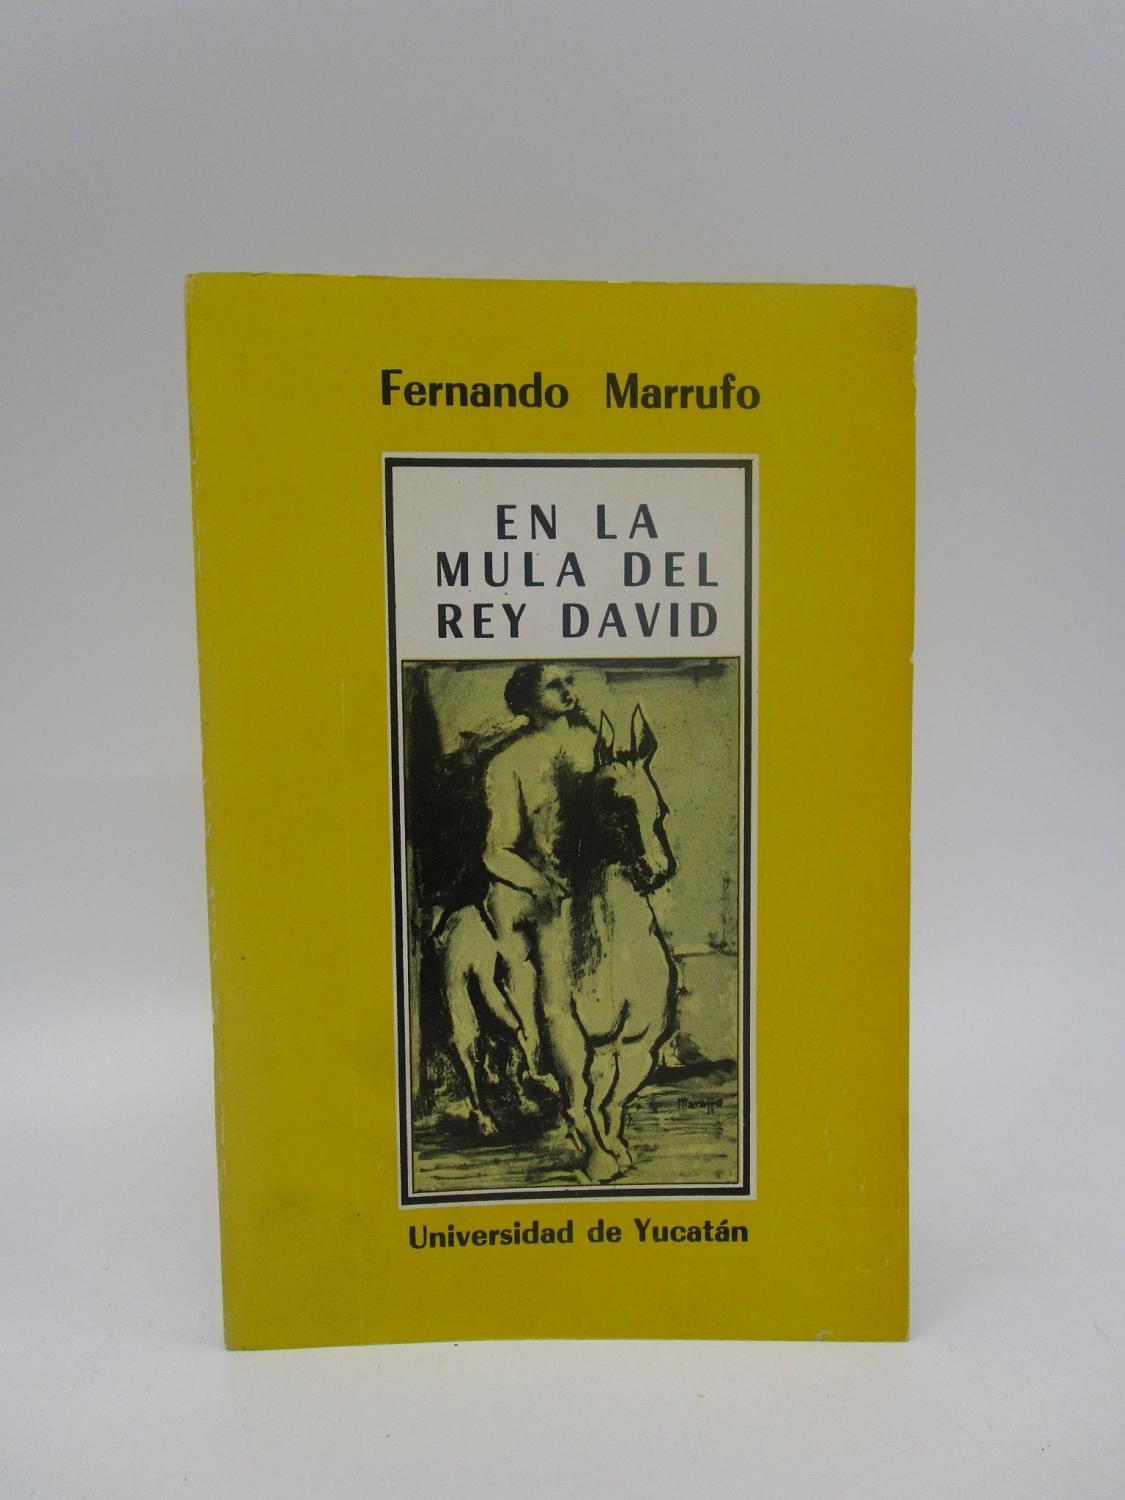 Fernando Marrufo
EN LA
MULA DEL
REY DAVID
Universidad de Yucatán